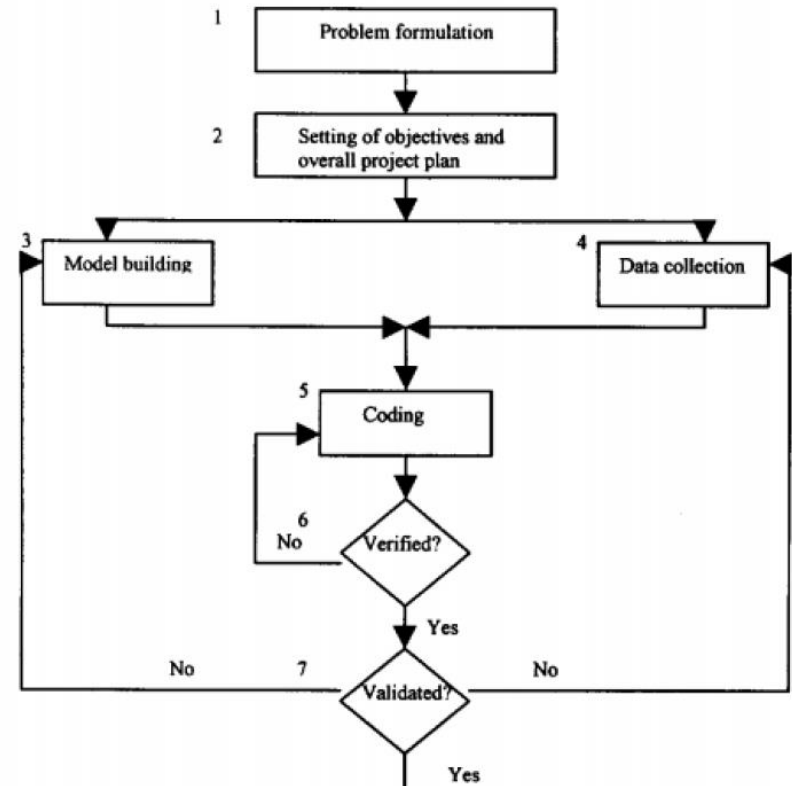 1
Problem formulation
2
Setting of objectives and
overall project plan
3
Model building
4
Data collection
5
Coding
6
No
Verified?
Yes
No
7
No
Validated?
Yes